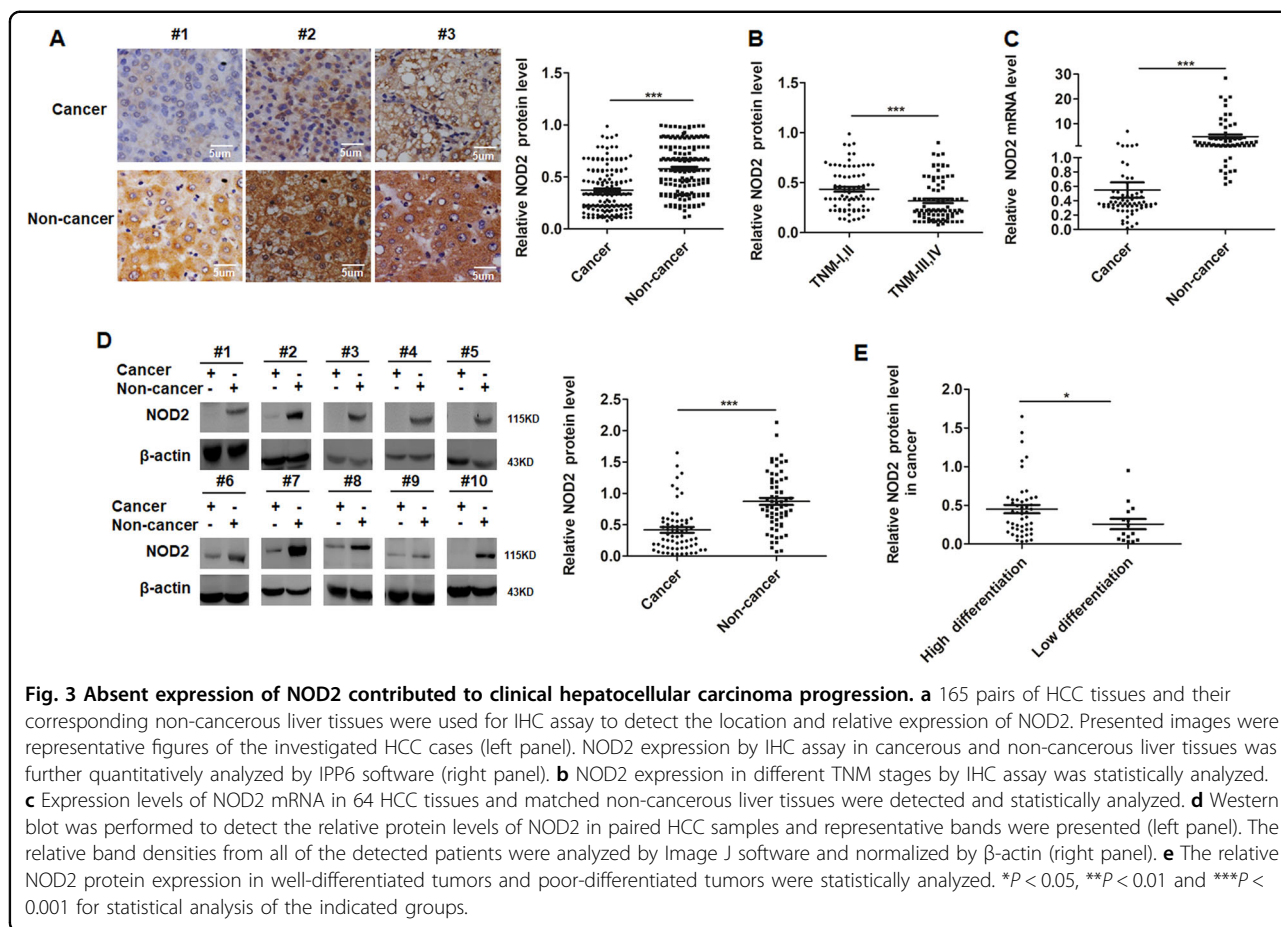 A
#1 #2 #3
Cancer
5um 5um 5um
Non-cancer
5um 5um 5um
Relative NOD2 protein level
1.5
1.0
0.5
0.0
***
Cancer
Non-cancer
B
Relative NOD2 protein level
1.5
1.0
0.5
0.0
***
TNM-I,II
TNM-III,IV
C
Relative NOD2 mRNA level
30
20
10
5
1.0
0.8
0.6
0.4
0.2
0.0
***
Cancer
Non-cancer
D
#1 #2 #3 #4 #5
Cancer + - + - + - + - + -
Non-cancer - + - + - + - + - +
NOD2 115KD
β-actin 43KD
#6 #7 #8 #9 #10
Cancer + - + - + - + - + -
Non-cancer - + - + - + - + - +
NOD2 115KD
β-actin 43KD
Relative NOD2 protein level
2.5
2.0
1.5
1.0
0.5
0.0
***
Cancer
Non-cancer
E
Relative NOD2 protein level
in cancer
2.0
1.5
1.0
0.5
0.0
*
High differentiation
Low differentiation
Fig. 3 Absent expression of NOD2 contributed to clinical hepatocellular carcinoma progression. a 165 pairs of HCC tissues and their
corresponding non-cancerous liver tissues were used for IHC assay to detect the location and relative expression of NOD2. Presented images were
representative figures of the investigated HCC cases (left panel). NOD2 expression by IHC assay in cancerous and non-cancerous liver tissues was
further quantitatively analyzed by IPP6 software (right panel). b NOD2 expression in different TNM stages by IHC assay was statistically analyzed.
c Expression levels of NOD2 mRNA in 64 HCC tissues and matched non-cancerous liver tissues were detected and statistically analyzed. d Western
blot was performed to detect the relative protein levels of NOD2 in paired HCC samples and representative bands were presented (left panel). The
relative band densities from all of the detected patients were analyzed by Image J software and normalized by β-actin (right panel). e The relative
NOD2 protein expression in well-differentiated tumors and poor-differentiated tumors were statistically analyzed. *P < 0.05, **P < 0.01 and ***P <
0.001 for statistical analysis of the indicated groups.